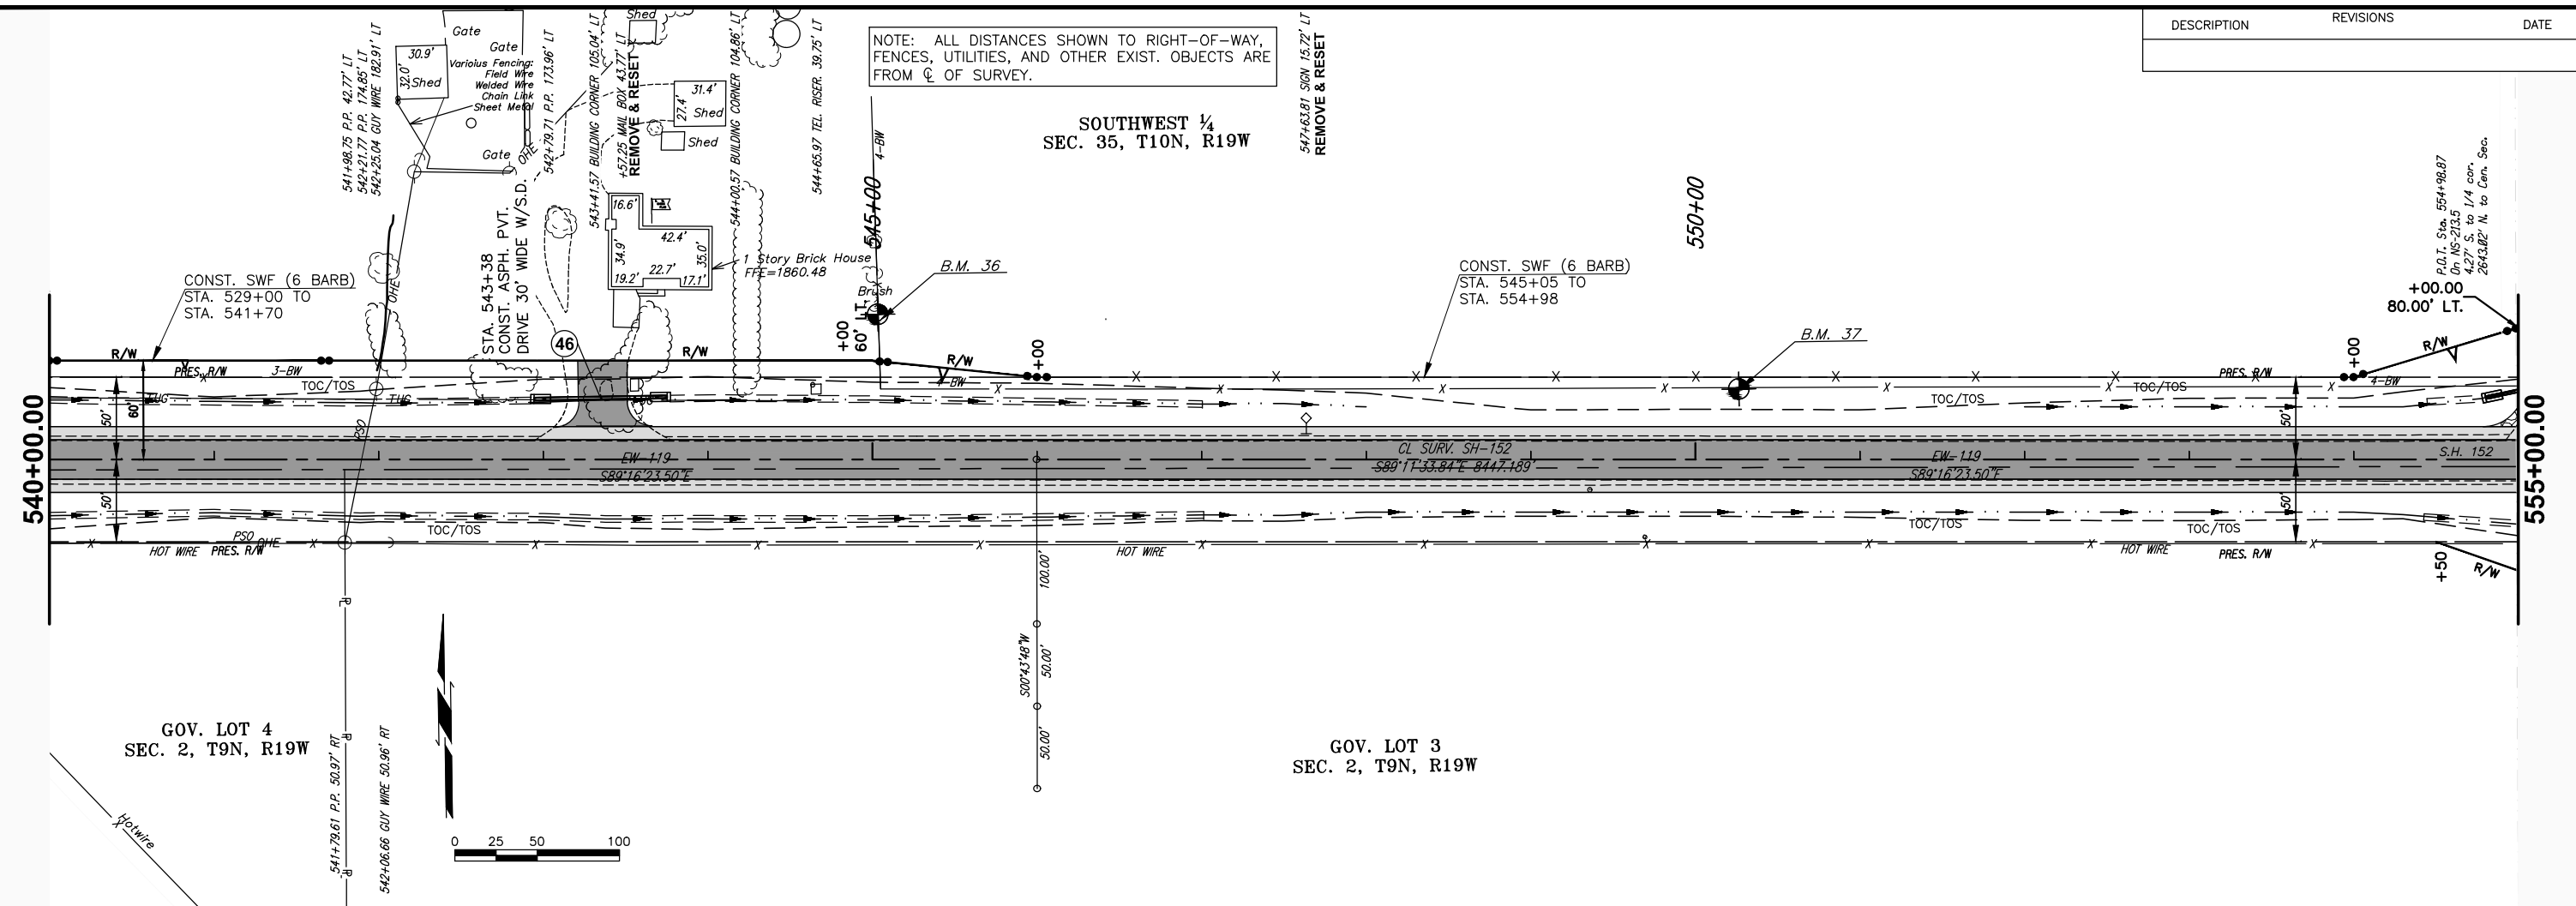 REVISIONS
DESCRIPTION
DATE
NOTE: ALL DISTANCES SHOWN TO RIGHT-OF-WAY,
FENCES, UTILITIES, AND OTHER EXIST. OBJECTS ARE
FROM ℄ OF SURVEY.
SOUTHWEST ¼
SEC. 35, T10N, R19W
541+98.75 P.P. 42.77' LT
542+21.77 P.P. 174.85' LT
542+25.04 GUY WIRE 182.91' LT
30.9'
32.0'
Shed
Gate
Gate
Variolus Fencing:
Field Wire
Welded Wire
Chain Link
Sheet Metal
Gate
OHE
542+79.71 P.P. 173.96' LT
543+41.57 BUILDING CORNER 105.04' LT
+57.25 MAIL BOX 43.77' LT
REMOVE & RESET
Shed
31.4'
27.4'
Shed
Shed
544+00.57 BUILDING CORNER 104.86' LT
544+65.97 TEL. RISER. 39.75' LT
4-BW
545+00
547+63.81 SIGN 15.72' LT
REMOVE & RESET
550+00
P.O.T. Sta. 554+98.87
On NS-213.5
4.27' S. to 1/4 cor.
2643.82' N. to Cen. Sec.
+00.00
80.00' LT.
CONST. SWF (6 BARB)
STA. 529+00 TO
STA. 541+70
OHE
STA. 543+38
CONST. ASPH. PVT.
DRIVE 30' WIDE W/S.D.
46
16.6'
42.4'
34.9'
35.0'
22.7'
19.2'
17.1'
1 Story Brick House
FFE=1860.48
Brush
B.M. 36
+00
60' LT.
CONST. SWF (6 BARB)
STA. 545+05 TO
STA. 554+98
B.M. 37
R/W
R/W
R/W
+00
+00
R/W
PRES. R/W
3-BW
TOC/TOS
4-BW
PRES. R/W
4-BW
TOC/TOS
TOC/TOS
TUG
TUG
50'
60'
50'
PSO
50'
50'
540+00.00
555+00.00
EW-119
S89°16'23.50"E
CL SURV. SH-152
S89°11'33.84"E 8447.189'
EW-119
S89°16'23.50"E
S.H. 152
TOC/TOS
TOC/TOS
TOC/TOS
PSO
OHE
HOT WIRE
PRES. R/W
HOT WIRE
HOT WIRE
PRES. R/W
+50
R/W
100.00'
S00°43'48"W
50.00'
50.00'
GOV. LOT 4
SEC. 2, T9N, R19W
GOV. LOT 3
SEC. 2, T9N, R19W
541+79.61 P.P. 50.97' RT
542+06.66 GUY WIRE 50.96' RT
Hotwire
0 25 50 100